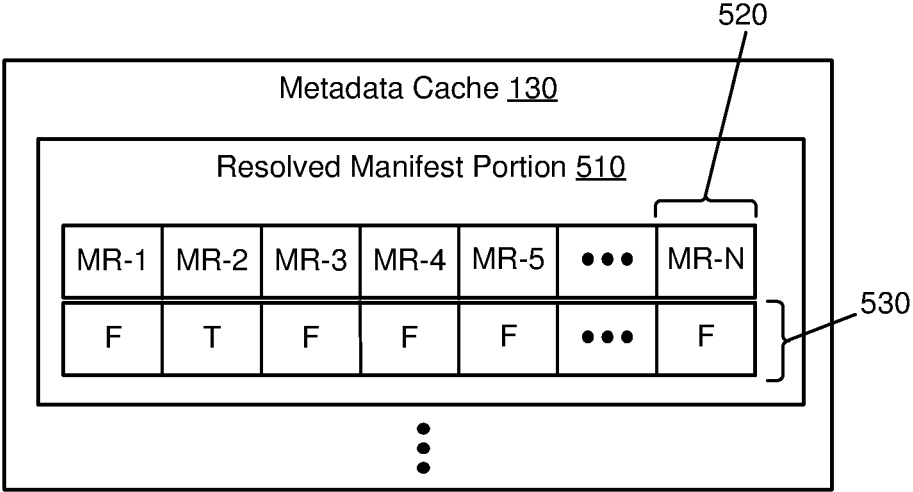 520
Metadata Cache 130
Resolved Manifest Portion 510
MR-1 MR-2 MR-3 MR-4 MR-5 ••• MR-N
530
F T F F F ••• F